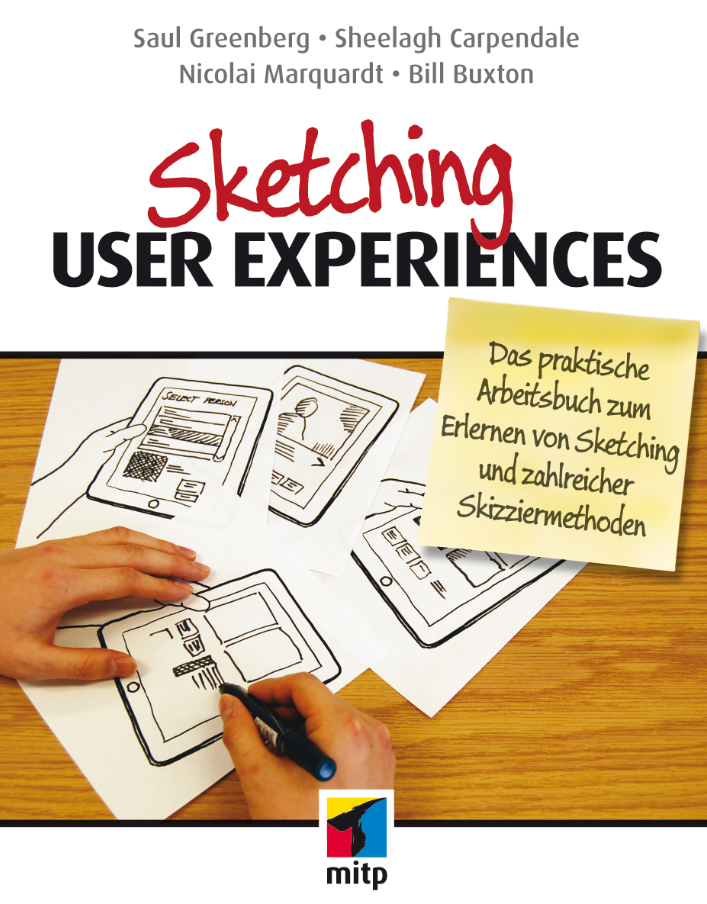 Saul Greenberg • Sheelagh Carpendale
Nicolai Marquardt • Bill Buxton
Sketching
USER EXPERIENCES
Das praktische
Arbeitsbuch zum
Erlernen von Sketching
und zahlreicher
Skizziermethoden
SELECT PERSON
mitp